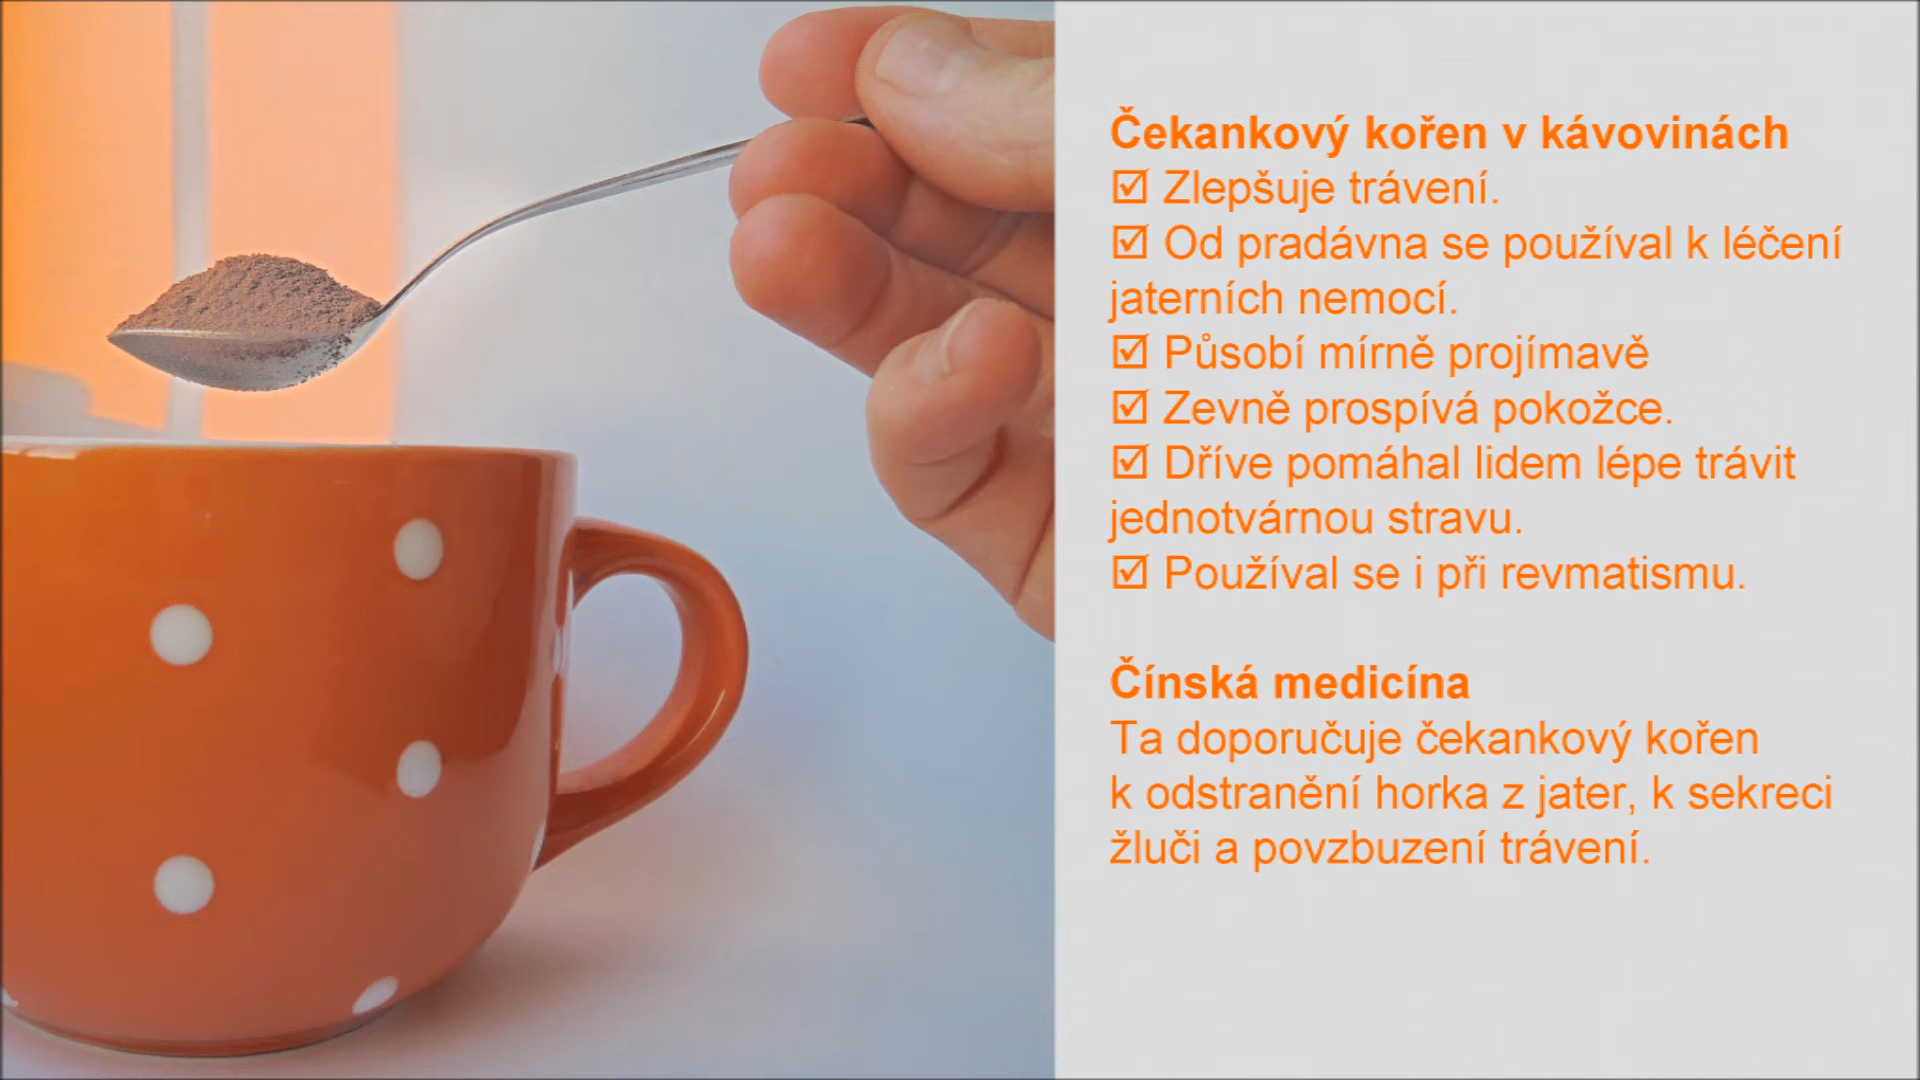 Čekankový kořen v kávovinách
☑ Zlepšuje trávení.
☑ Od pradávna se používal k léčení
jaterních nemocí.
☑ Působí mírně projímavě
☑ Zevně prospívá pokožce.
☑ Dříve pomáhal lidem lépe trávit
jednotvárnou stravu.
☑ Používal se i při revmatismu.
Čínská medicína
Ta doporučuje čekankový kořen
k odstranění horka z jater, k sekreci
žluči a povzbuzení trávení.